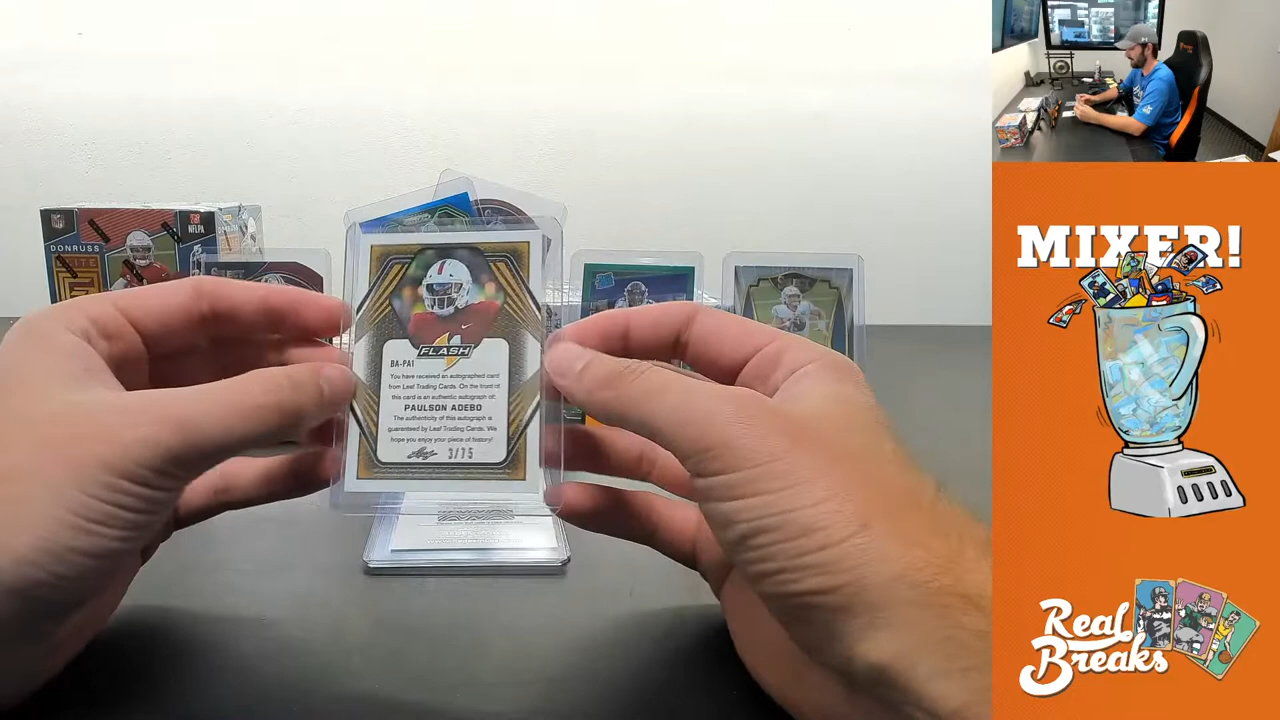 NFL
NFLPA
DONRUSS
FLASH
BA-PA1
You have received an autographed card
from Leaf Trading Cards. On the front of
this card is an authentic autograph of:
PAULSON ADEBO
The authenticity of this autograph is
guaranteed by Leaf Trading Cards. We
hope you enjoy your piece of history!
Leaf 3/75
MIXER!
Real
Breaks